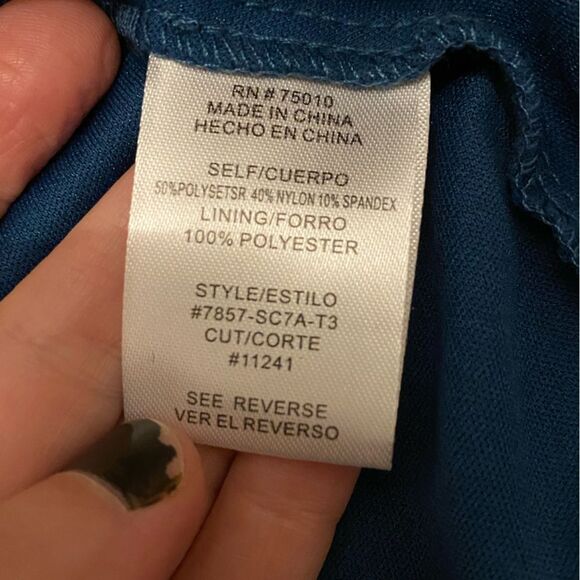 RN # 75010
MADE IN CHINA
HECHO EN CHINA
SELF/CUERPO
50%POLYSETSR 40% NYLON 10% SPANDEX
LINING/FORRO
100% POLYESTER
STYLE/ESTILO
#7857-SC7A-T3
CUT/CORTE
#11241
SEE REVERSE
VER EL REVERSO